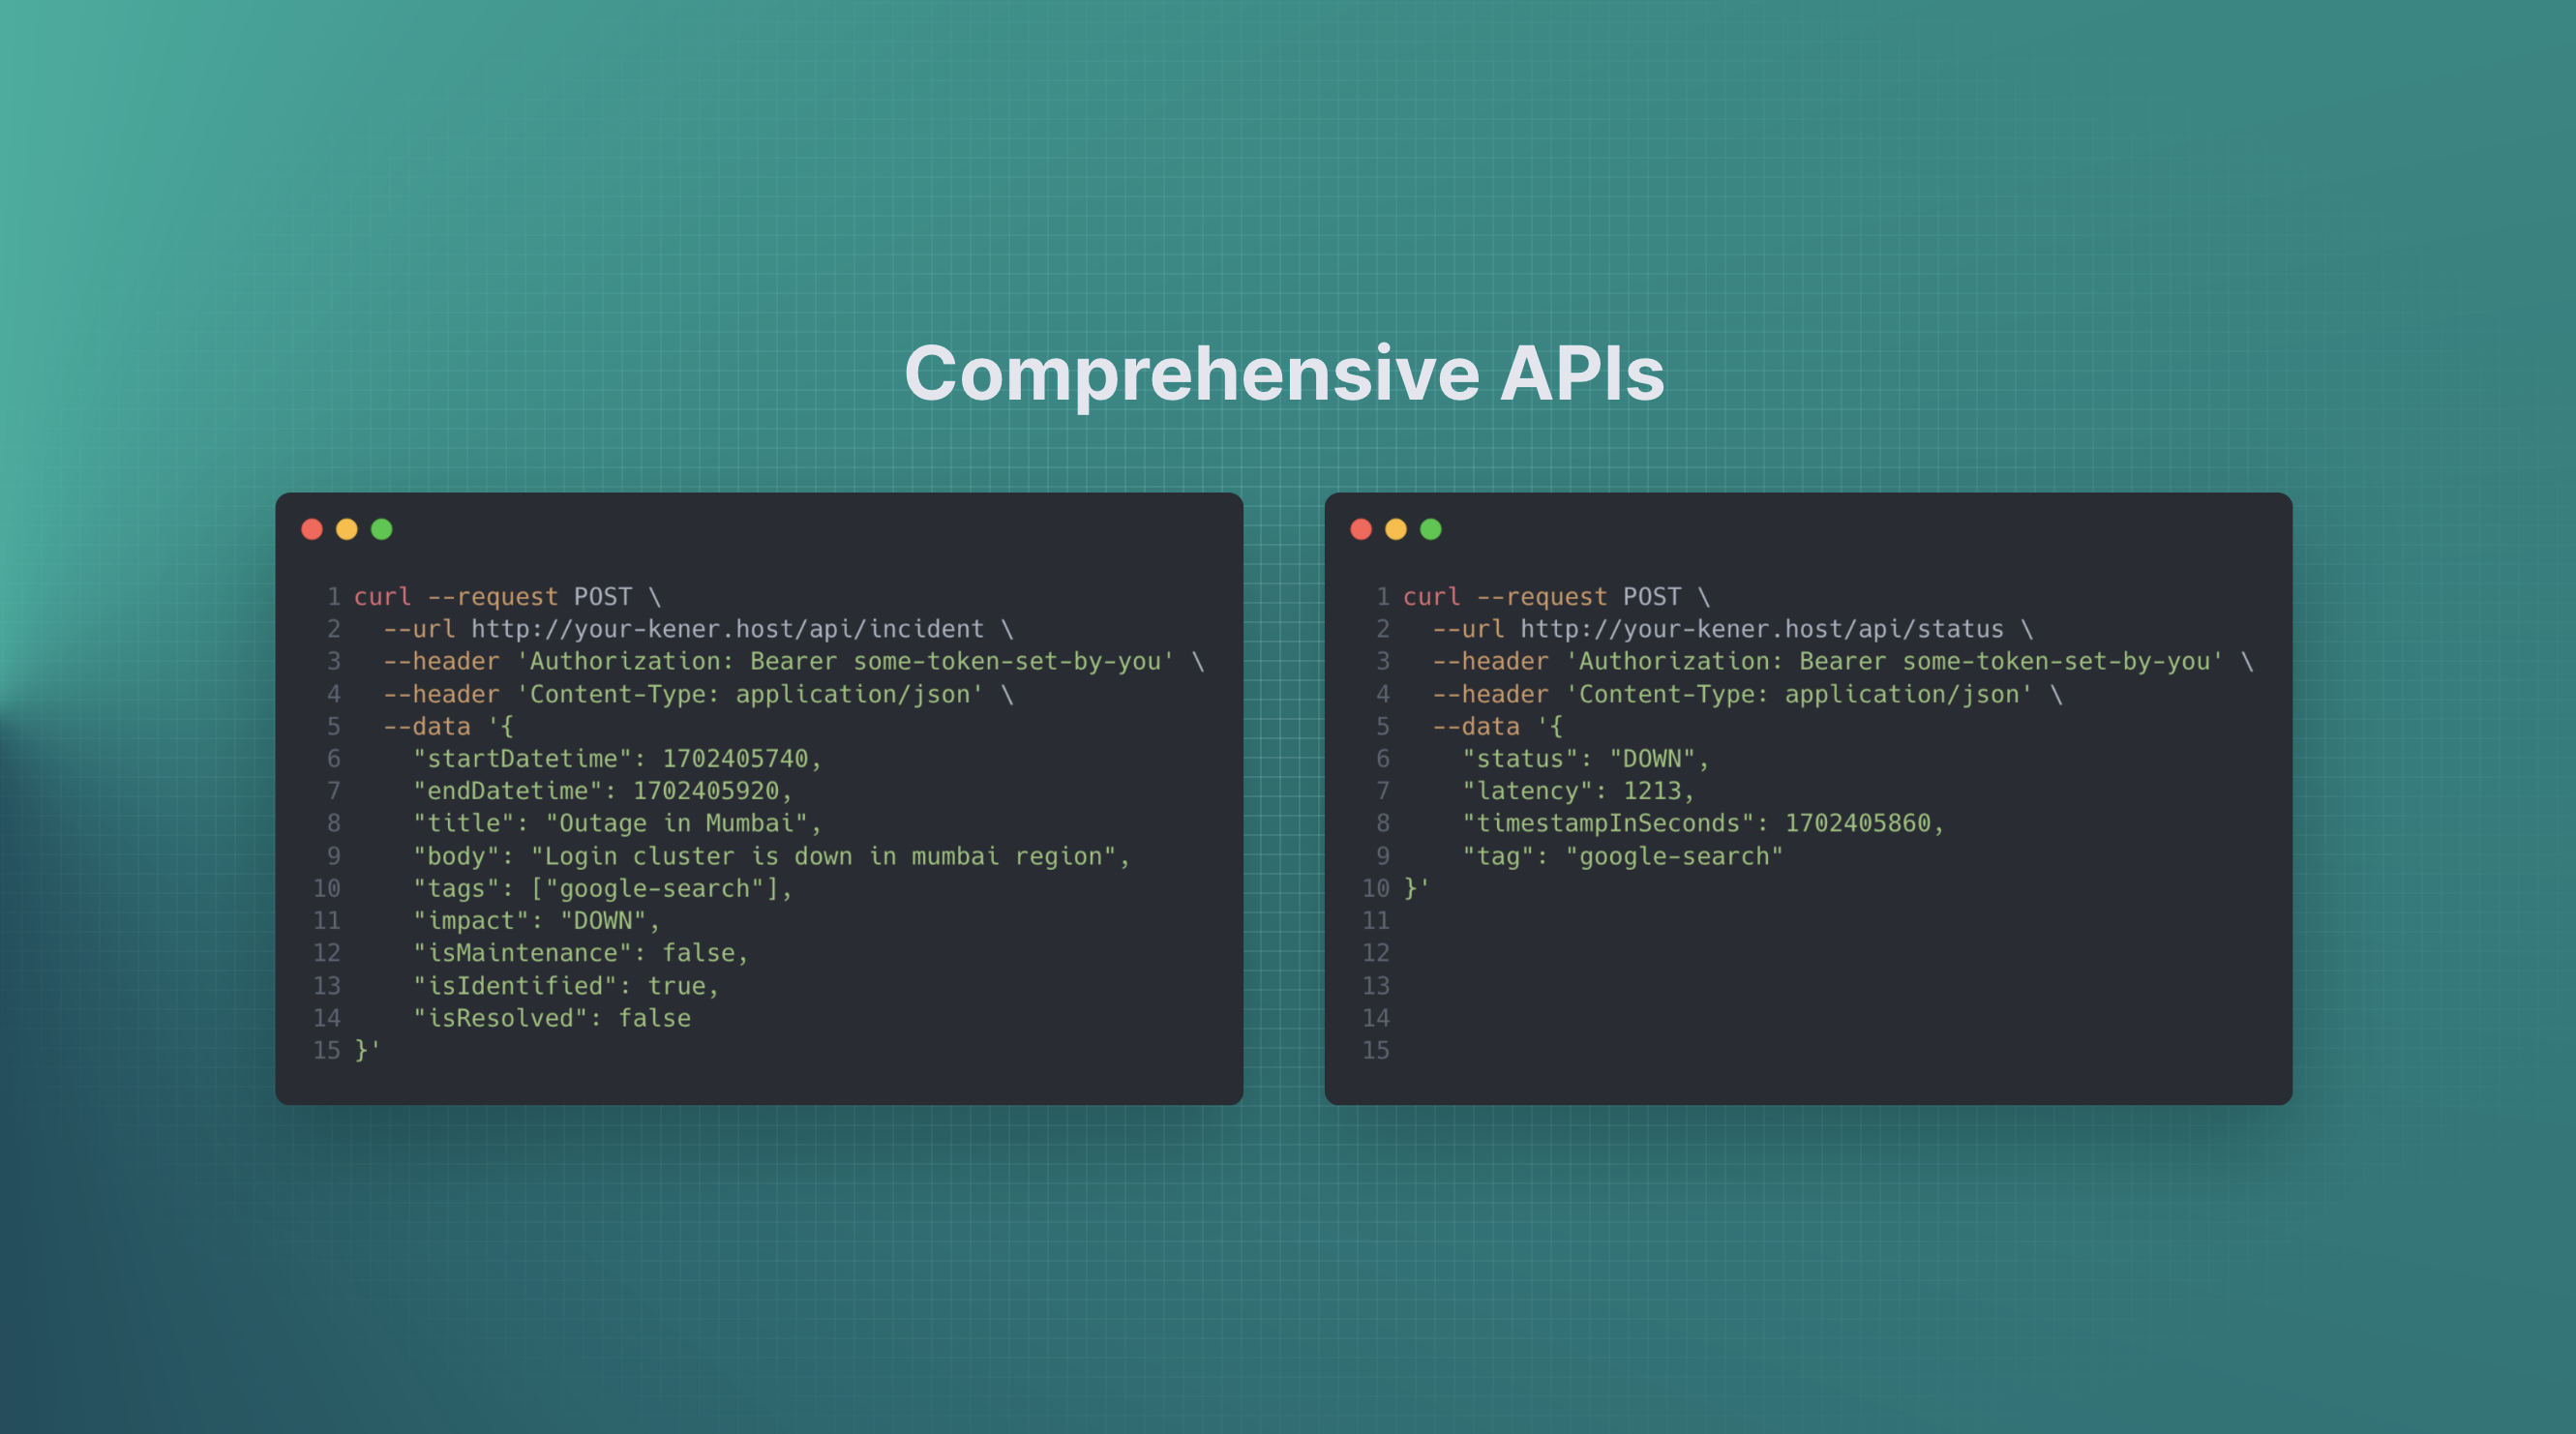 Comprehensive APIs
1 curl --request POST \
2   --url http://your-kener.host/api/incident \
3   --header 'Authorization: Bearer some-token-set-by-you' \
4   --header 'Content-Type: application/json' \
5   --data '{
6     "startDatetime": 1702405740,
7     "endDatetime": 1702405920,
8     "title": "Outage in Mumbai",
9     "body": "Login cluster is down in mumbai region",
10     "tags": ["google-search"],
11     "impact": "DOWN",
12     "isMaintenance": false,
13     "isIdentified": true,
14     "isResolved": false
15 }'
1 curl --request POST \
2   --url http://your-kener.host/api/status \
3   --header 'Authorization: Bearer some-token-set-by-you' \
4   --header 'Content-Type: application/json' \
5   --data '{
6     "status": "DOWN",
7     "latency": 1213,
8     "timestampInSeconds": 1702405860,
9     "tag": "google-search"
10 }'
11
12
13
14
15